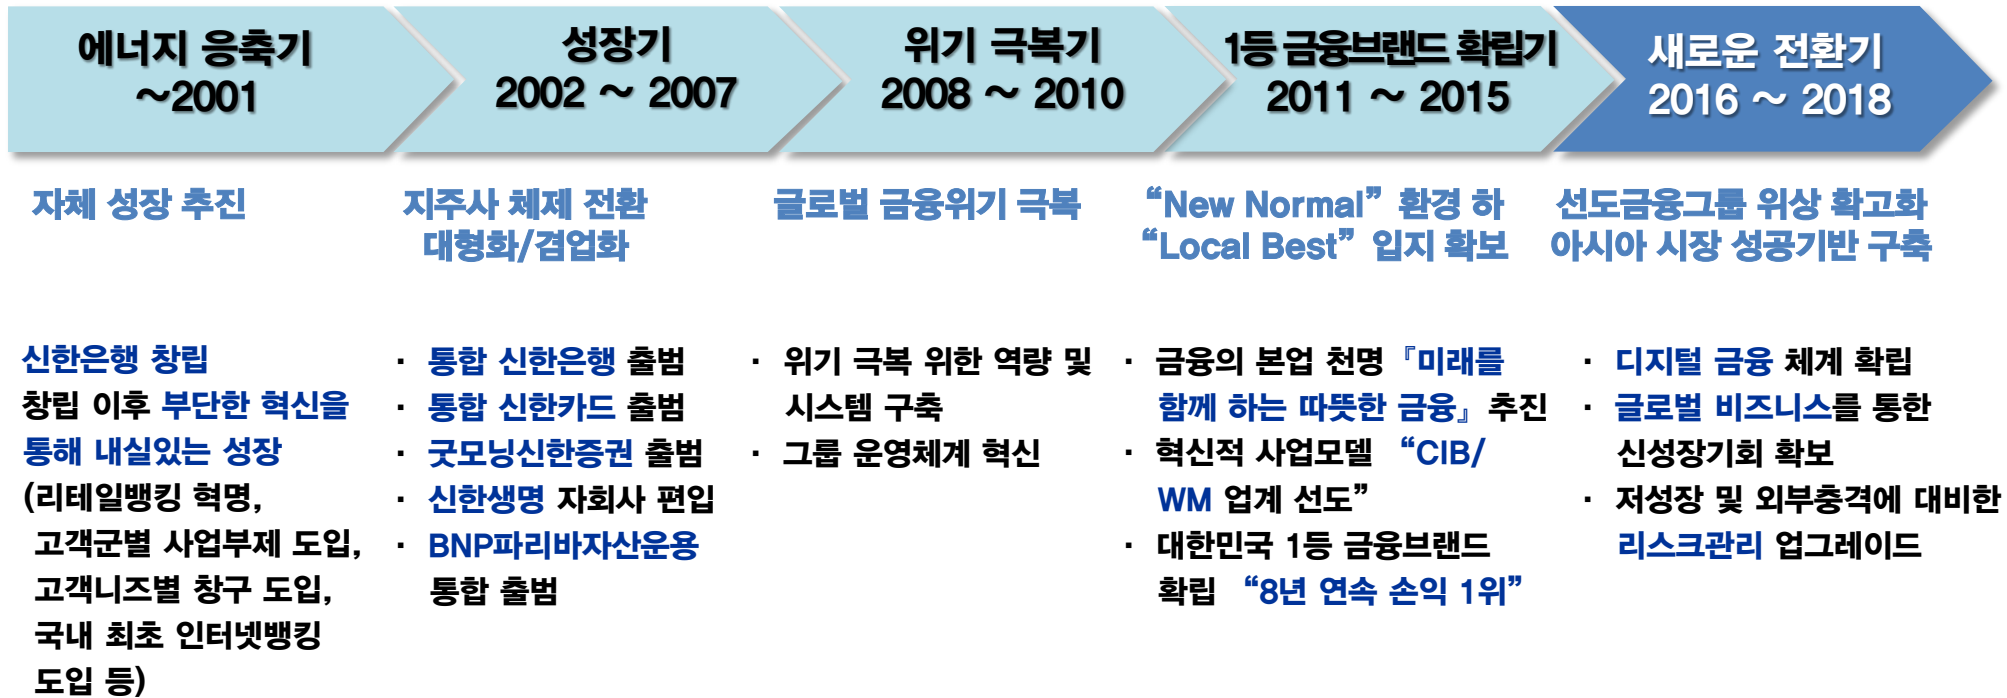 에너지 응축기
~2001
성장기
2002 ~ 2007
위기 극복기
2008 ~ 2010
1등 금융브랜드 확립기
2011 ~ 2015
새로운 전환기
2016 ~ 2018
자체 성장 추진
지주사 체제 전환
대형화/겸업화
글로벌 금융위기 극복
“New Normal” 환경 하
“Local Best” 입지 확보
선도금융그룹 위상 확고화
아시아 시장 성공기반 구축
신한은행 창립
창립 이후 부단한 혁신을
통해 내실있는 성장
(리테일뱅킹 혁명,
고객군별 사업부제 도입,
고객니즈별 창구 도입,
국내 최초 인터넷뱅킹
도입 등)
· 통합 신한은행 출범
· 통합 신한카드 출범
· 굿모닝신한증권 출범
· 신한생명 자회사 편입
· BNP파리바자산운용
통합 출범
· 위기 극복 위한 역량 및
시스템 구축
· 그룹 운영체계 혁신
· 금융의 본업 천명 『미래를
함께 하는 따뜻한 금융』 추진
· 혁신적 사업모델 “CIB/
WM 업계 선도”
· 대한민국 1등 금융브랜드
확립 “8년 연속 손익 1위”
· 디지털 금융 체계 확립
· 글로벌 비즈니스를 통한
신성장기회 확보
· 저성장 및 외부충격에 대비한
리스크관리 업그레이드